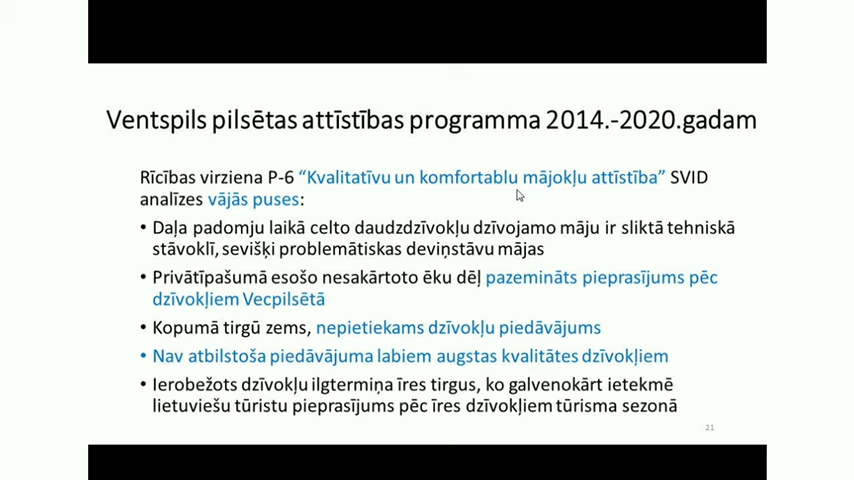 Ventspils pilsētas attīstības programma 2014.-2020.gadam
Rīcības virziena P-6 “Kvalitatīvu un komfortablu mājokļu attīstība” SVID
analīzes vājās puses:
• Daļa padomju laikā celto daudzdzīvokļu dzīvojamo māju ir sliktā tehniskā
stāvoklī, sevišķi problemātiskas deviņstāvu mājas
• Privātīpašumā esošo nesakārtoto ēku dēļ pazemināts pieprasījums pēc
dzīvokļiem Vecpilsētā
• Kopumā tirgū zems, nepietiekams dzīvokļu piedāvājums
• Nav atbilstoša piedāvājuma labiem augstas kvalitātes dzīvokļiem
• Ierobežots dzīvokļu ilgtermiņa īres tirgus, ko galvenokārt ietekmē
lietuviešu tūristu pieprasījums pēc īres dzīvokļiem tūrisma sezonā
21